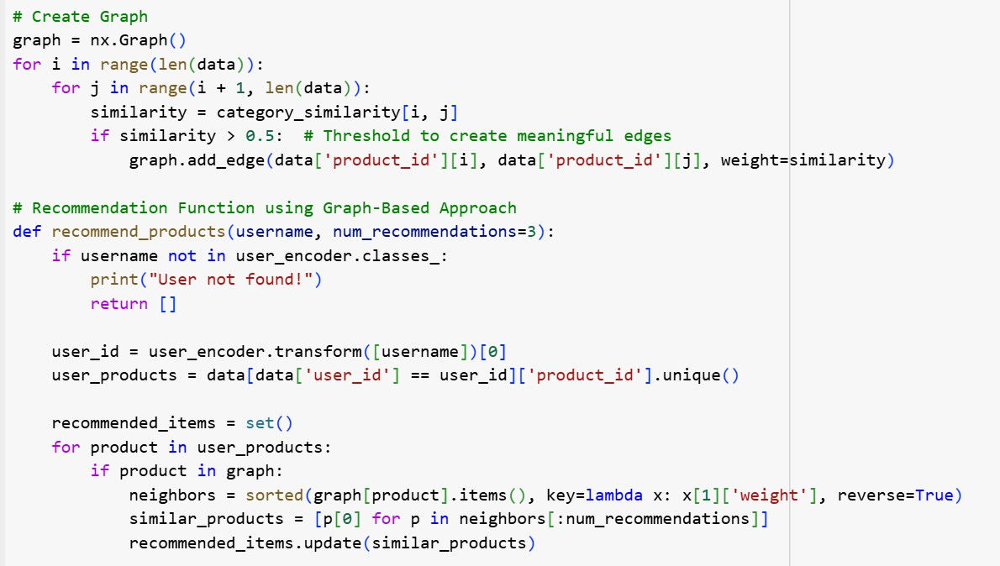 # Create Graph
graph = nx.Graph()
for i in range(len(data)):
    for j in range(i + 1, len(data)):
        similarity = category_similarity[i, j]
        if similarity > 0.5:  # Threshold to create meaningful edges
            graph.add_edge(data['product_id'][i], data['product_id'][j], weight=similarity)

# Recommendation Function using Graph-Based Approach
def recommend_products(username, num_recommendations=3):
    if username not in user_encoder.classes_:
        print("User not found!")
        return []

    user_id = user_encoder.transform([username])[0]
    user_products = data[data['user_id'] == user_id]['product_id'].unique()

    recommended_items = set()
    for product in user_products:
        if product in graph:
            neighbors = sorted(graph[product].items(), key=lambda x: x[1]['weight'], reverse=True)
            similar_products = [p[0] for p in neighbors[:num_recommendations]]
            recommended_items.update(similar_products)